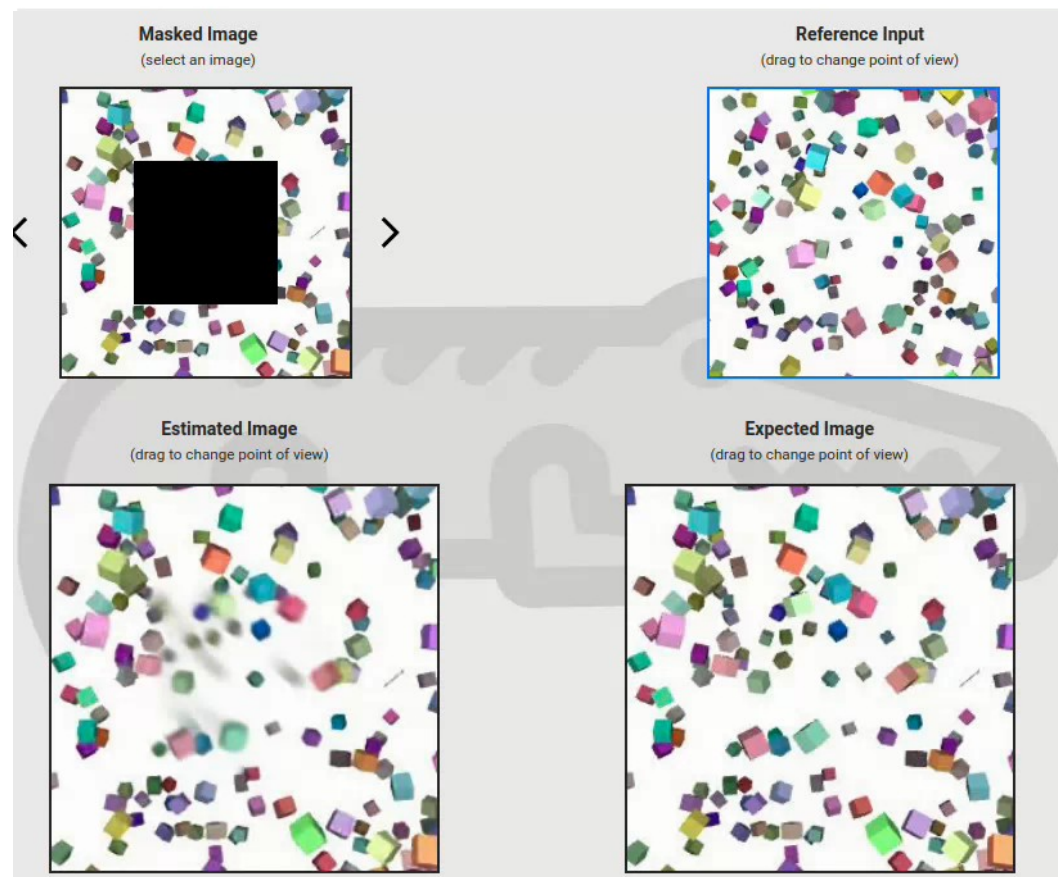 Masked Image
(select an image)
Reference Input
(drag to change point of view)
Estimated Image
(drag to change point of view)
Expected Image
(drag to change point of view)